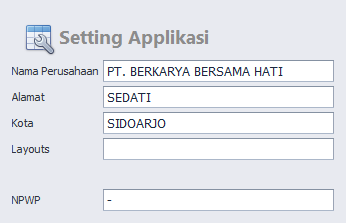 Setting Applikasi
Nama Perusahaan PT. BERKARYA BERSAMA HATI
Alamat SEDATI
Kota SIDOARJO
Layouts
NPWP -